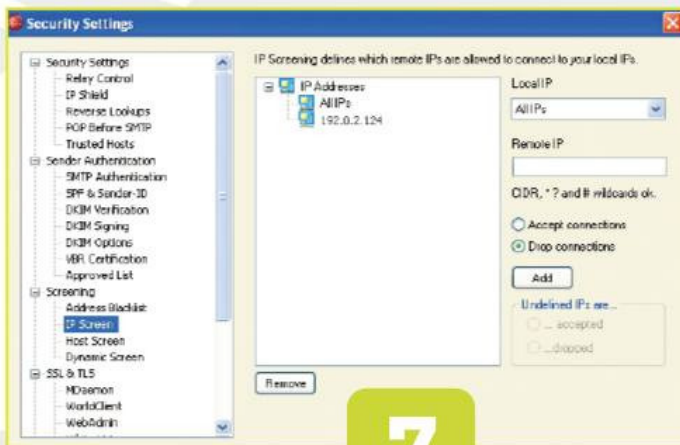 Security Settings
Security Settings
Relay Control
IP Shield
Reverse Lookups
POP Before SMTP
Trusted Hosts
Sender Authentication
SMTP Authentication
SPF & Sender-ID
DKIM Verification
DKIM Signing
DKIM Options
VBR Certification
Approved List
Screening
Address Blacklist
IP Screen
Host Screen
Dynamic Screen
SSL & TLS
MDaemon
WorldClient
WebAdmin
IP Screening defines which remote IPs are allowed to connect to your local IPs.
IP Addresses
All IPs
192.0.2.124
Remove
Local IP
All IPs
Remote IP
CIDR, * ? and # wildcards ok.
Accept connections
Drop connections
Add
Undefined IPs are...
... accepted
...dropped
7